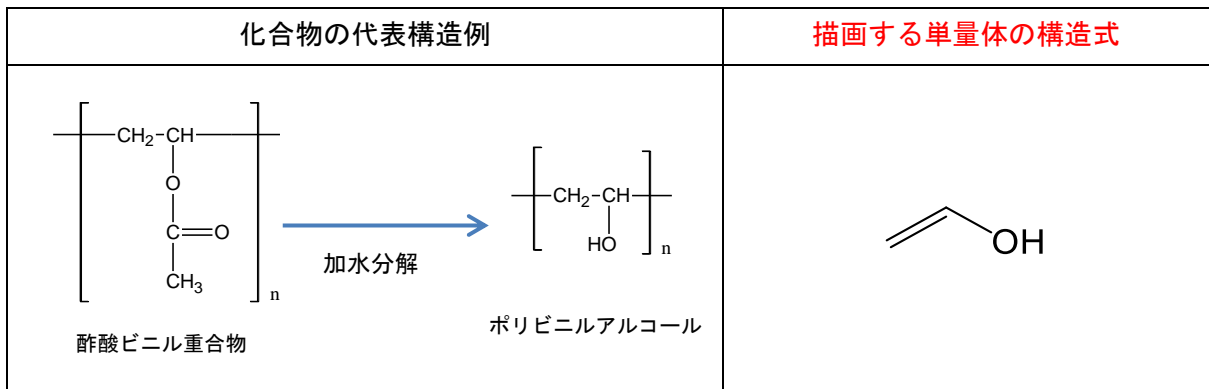 化合物の代表構造例
描画する単量体の構造式
CH2-CH
O
C=O
CH3
n
酢酸ビニル重合物
加水分解
CH2-CH
HO
n
ポリビニルアルコール
OH